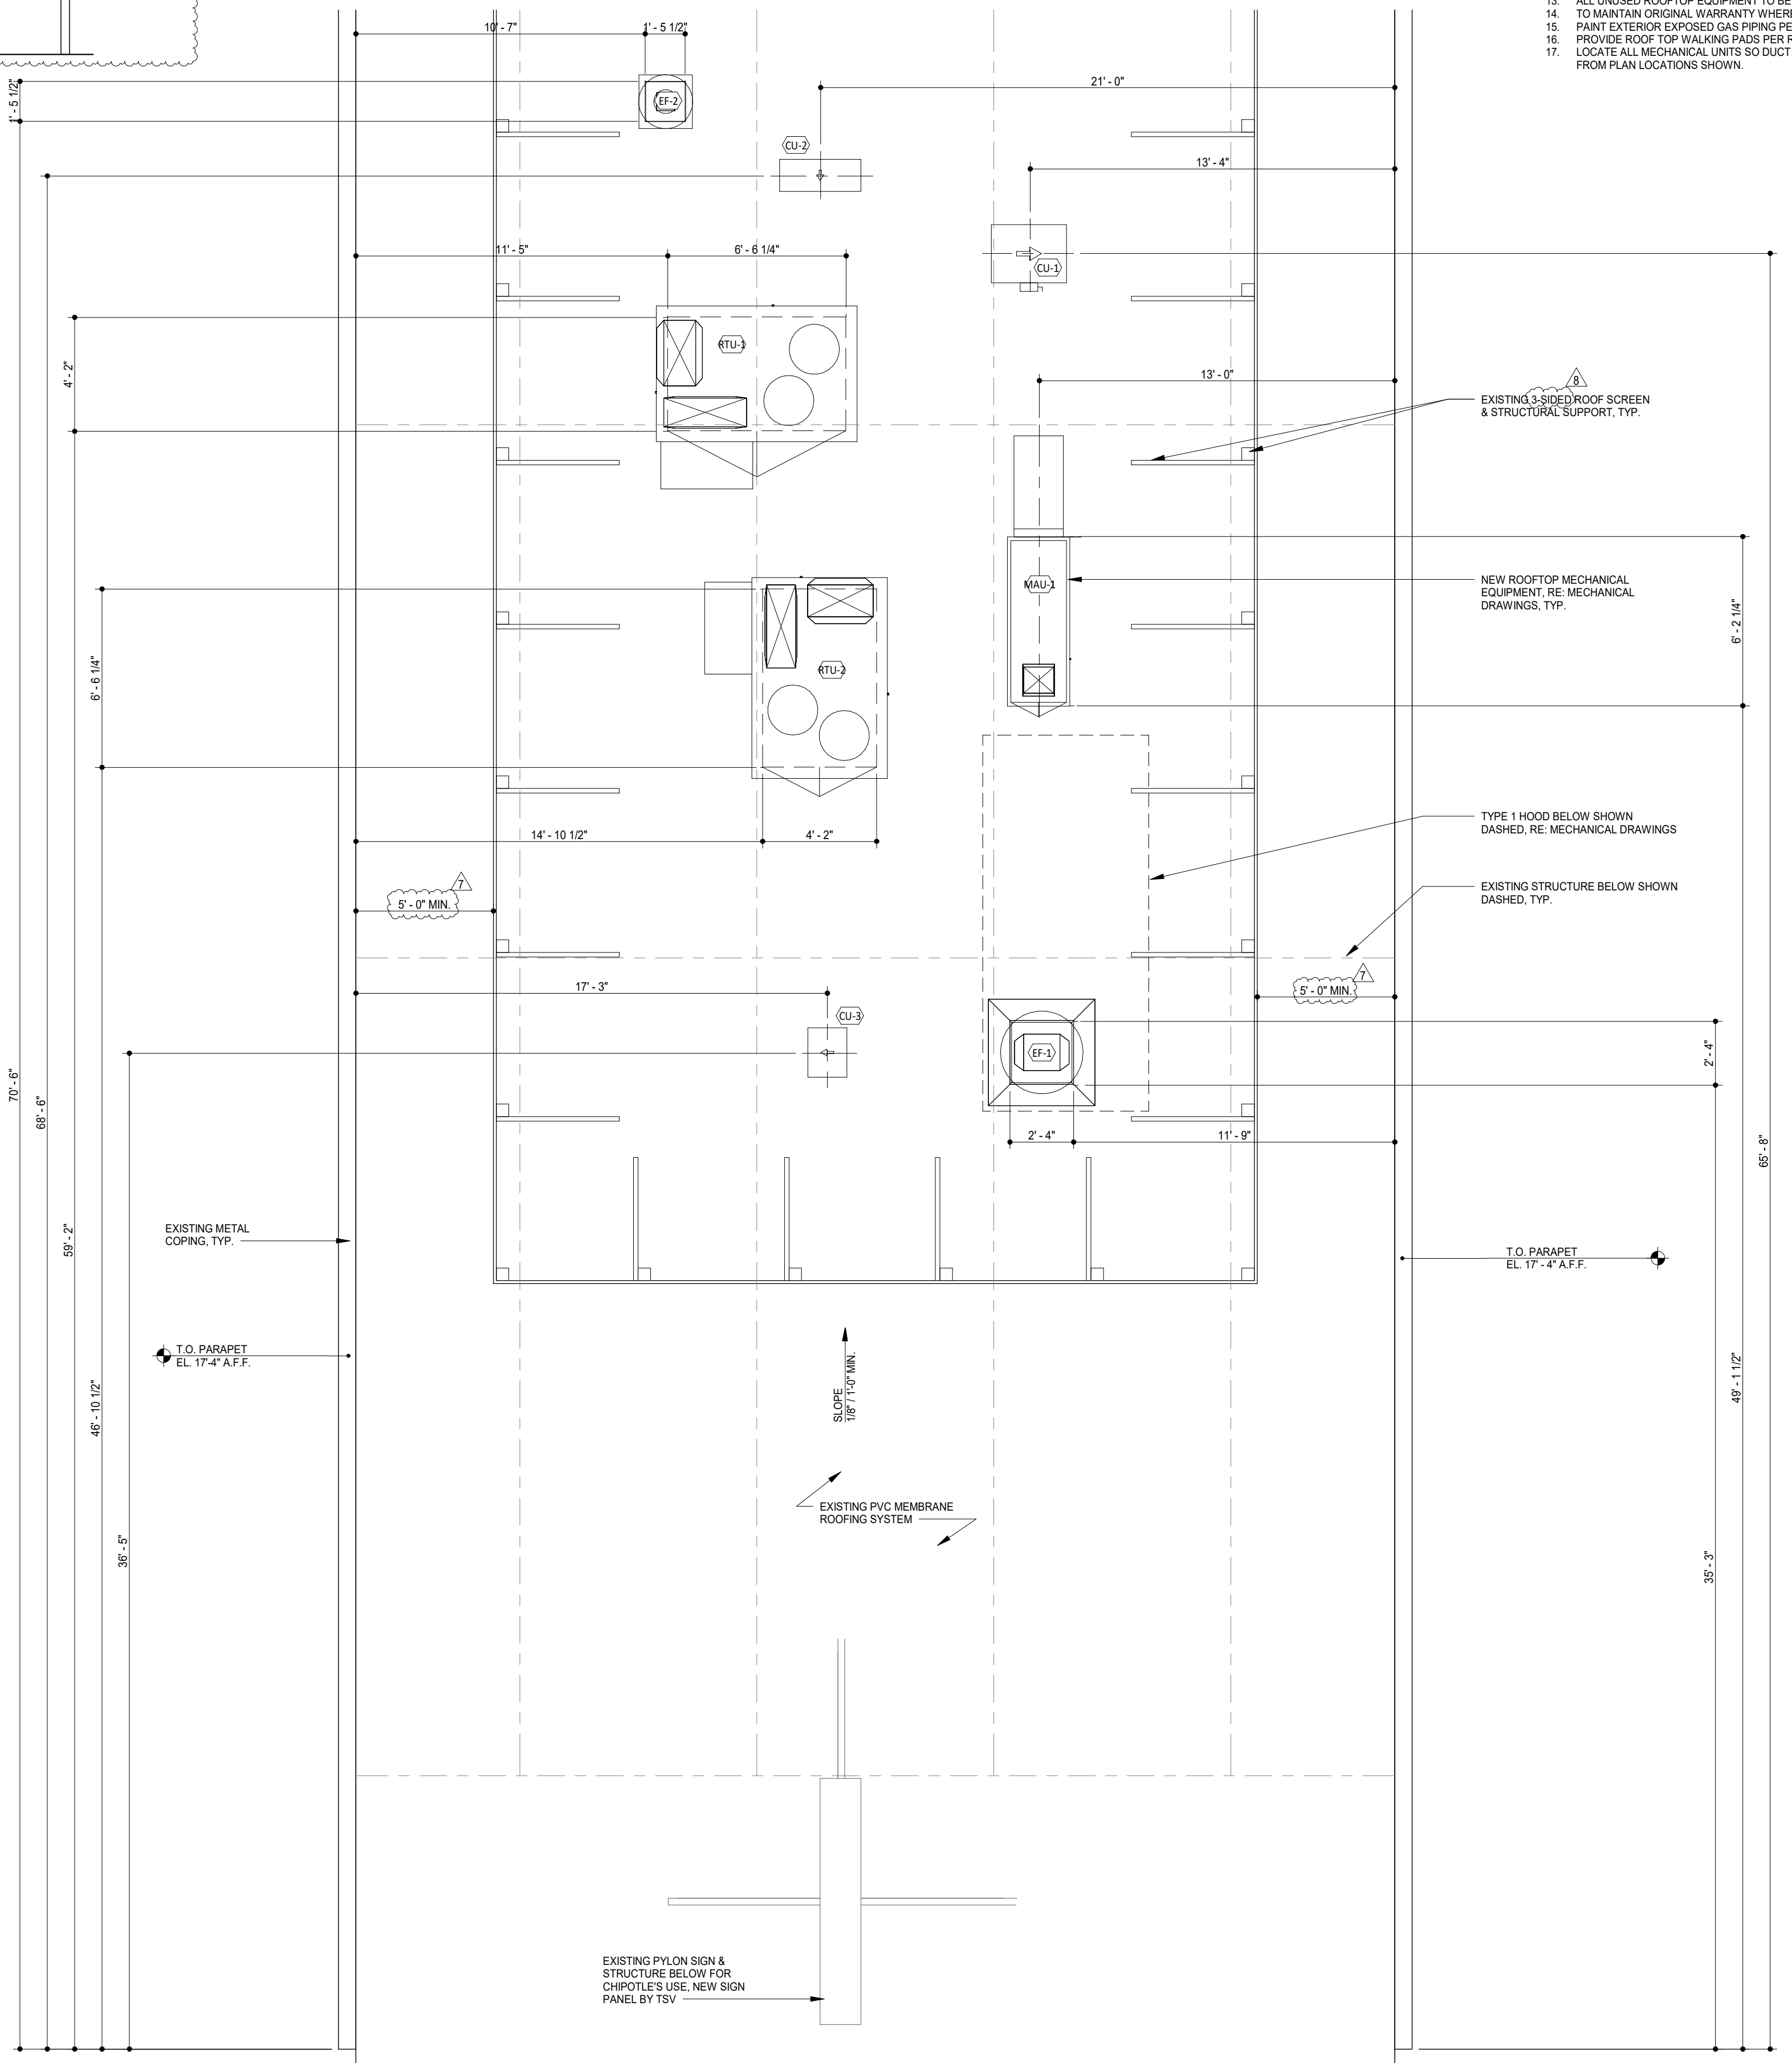 13. ALL UNUSED ROOFTOP EQUIPMENT TO BE
14. TO MAINTAIN ORIGINAL WARRANTY WHERE
15. PAINT EXTERIOR EXPOSED GAS PIPING PE
16. PROVIDE ROOF TOP WALKING PADS PER R
17. LOCATE ALL MECHANICAL UNITS SO DUCT
FROM PLAN LOCATIONS SHOWN.
10' - 7"
1' - 5 1/2"
1' - 5 1/2"
EF-2
21' - 0"
CU-2
13' - 4"
11' - 5"
6' - 6 1/4"
CU-1
RTU-1
4' - 2"
13' - 0"
8
EXISTING 3-SIDED ROOF SCREEN
& STRUCTURAL SUPPORT, TYP.
MAU-1
NEW ROOFTOP MECHANICAL
EQUIPMENT, RE: MECHANICAL
DRAWINGS, TYP.
6' - 2 1/4"
6' - 6 1/4"
RTU-2
14' - 10 1/2"
4' - 2"
TYPE 1 HOOD BELOW SHOWN
DASHED, RE: MECHANICAL DRAWINGS
7
5' - 0" MIN.
EXISTING STRUCTURE BELOW SHOWN
DASHED, TYP.
7
5' - 0" MIN.
17' - 3"
CU-3
EF-1
2' - 4"
70' - 6"
68' - 6"
2' - 4"
11' - 9"
65' - 8"
59' - 2"
EXISTING METAL
COPING, TYP.
T.O. PARAPET
EL. 17' - 4" A.F.F.
T.O. PARAPET
EL. 17'-4" A.F.F.
SLOPE
1/8" / 1'-0" MIN.
46' - 10 1/2"
49' - 1 1/2"
EXISTING PVC MEMBRANE
ROOFING SYSTEM
36' - 5"
35' - 3"
EXISTING PYLON SIGN &
STRUCTURE BELOW FOR
CHIPOTLE'S USE, NEW SIGN
PANEL BY TSV